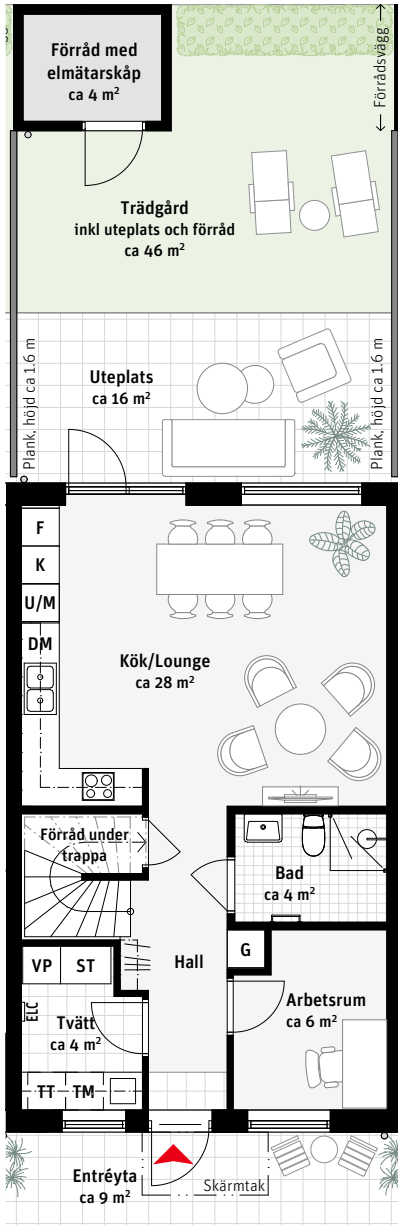 Förråd med
elmätarskåp
ca 4 m²
Förrådsvägg
Trädgård
inkl uteplats och förråd
ca 46 m²
Plank, höjd ca 1.6 m
Plank, höjd ca 1.6 m
Uteplats
ca 16 m²
F
K
U/M
DM
Kök/Lounge
ca 28 m²
Förråd under
trappa
Bad
ca 4 m²
Hall
G
VP
ST
ELC
Tvätt
ca 4 m²
Arbetsrum
ca 6 m²
TT
TM
Entréyta
ca 9 m²
Skärmtak